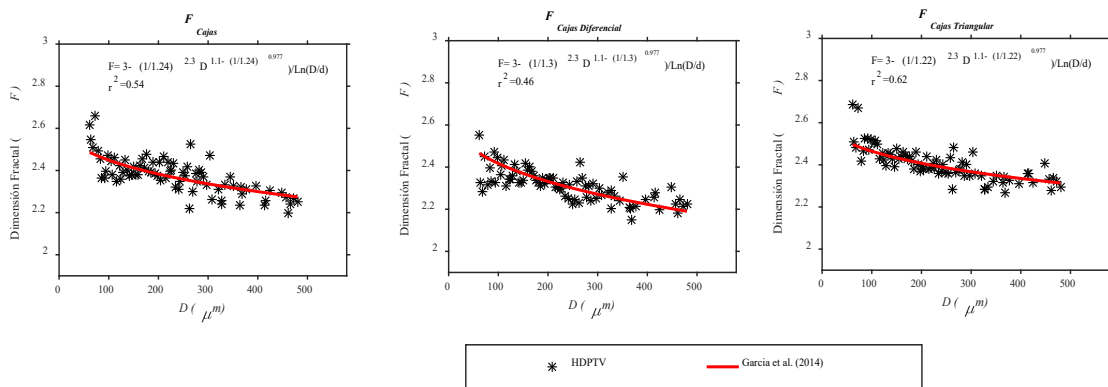 F Cajas
3
2.8
2.6
2.4
2.2
2
F= 3- (1/1.24) 2.3 D 1.1- (1/1.24) 0.977 )/Ln(D/d)
r 2 =0.54
Dimensión Fractal ( F )
0 100 200 300 400 500
D ( μm )
F Cajas Diferencial
3
2.8
2.6
2.4
2.2
2
F= 3- (1/1.3) 2.3 D 1.1- (1/1.3) 0.977 )/Ln(D/d)
r 2 =0.46
Dimensión Fractal ( F )
0 100 200 300 400 500
D ( μm )
F Cajas Triangular
3
2.8
2.6
2.4
2.2
2
F= 3- (1/1.22) 2.3 D 1.1- (1/1.22) 0.977 )/Ln(D/d)
r 2 =0.62
Dimensión Fractal ( F )
0 100 200 300 400 500
D ( μm )
HDPTV
Garcia et al. (2014)